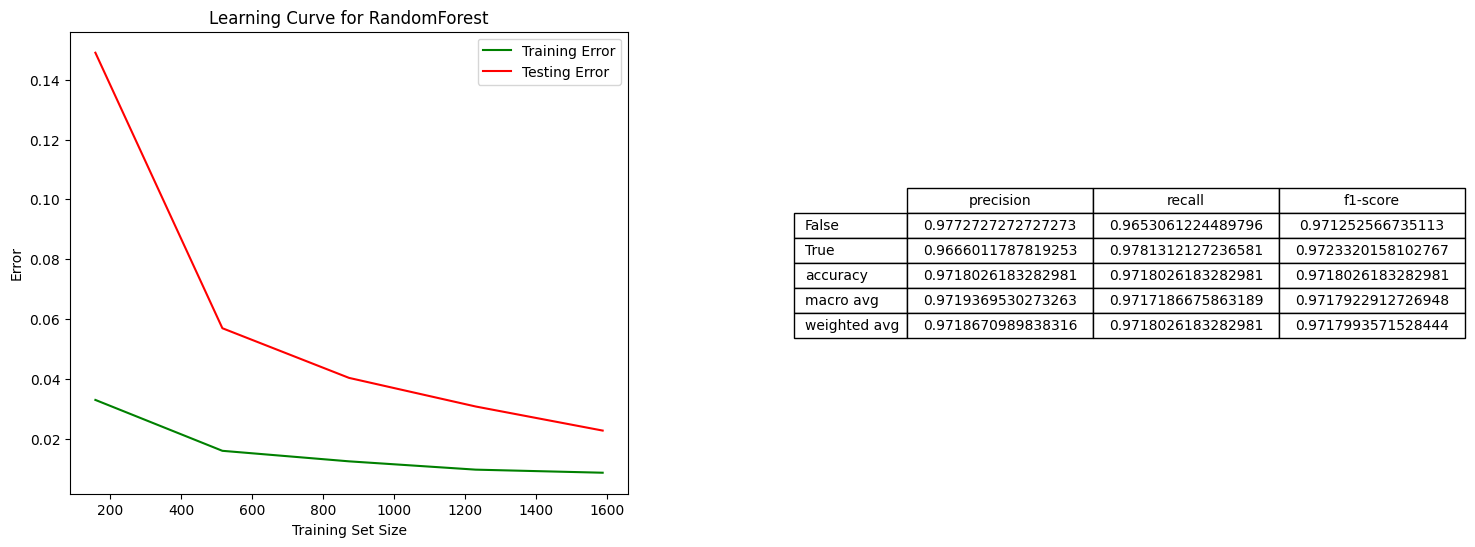 Learning Curve for RandomForest
Training Error
Testing Error
0.14
0.12
0.10
0.08
0.06
0.04
0.02
Error
200 400 600 800 1000 1200 1400 1600
Training Set Size
precision recall f1-score
False 0.9772727272727273 0.9653061224489796 0.971252566735113
True 0.9666011787819253 0.9781312127236581 0.9723320158102767
accuracy 0.9718026183282981 0.9718026183282981 0.9718026183282981
macro avg 0.9719369530273263 0.9717186675863189 0.9717922912726948
weighted avg 0.9718670989838316 0.9718026183282981 0.9717993571528444